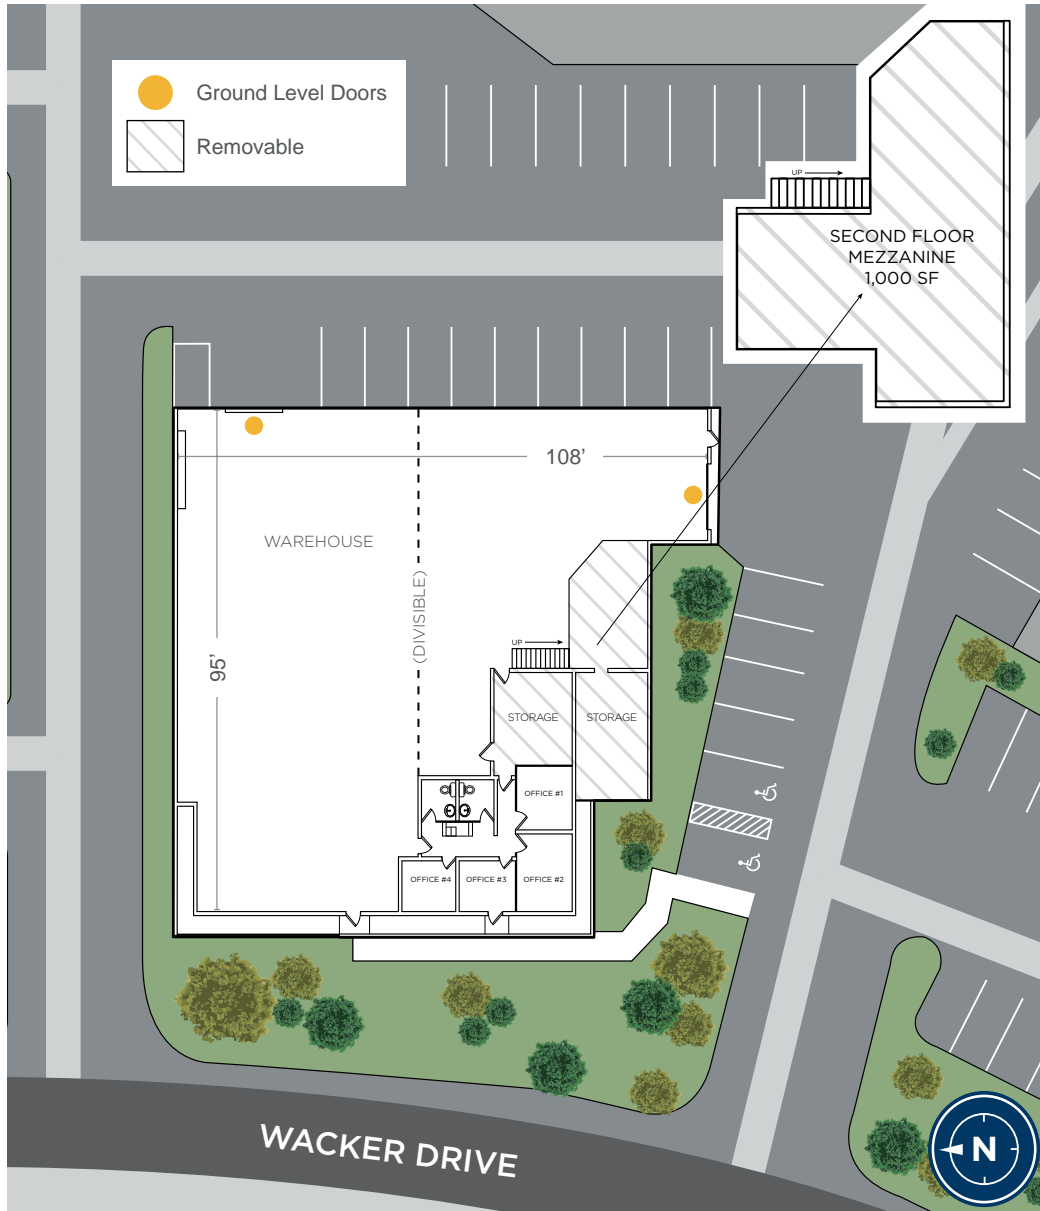 Ground Level Doors
Removable
UP
SECOND FLOOR
MEZZANINE
1,000 SF
108’
WAREHOUSE
(DIVISIBLE)
95’
UP
STORAGE
STORAGE
OFFICE #1
OFFICE #4
OFFICE #3
OFFICE #2
WACKER DRIVE
N